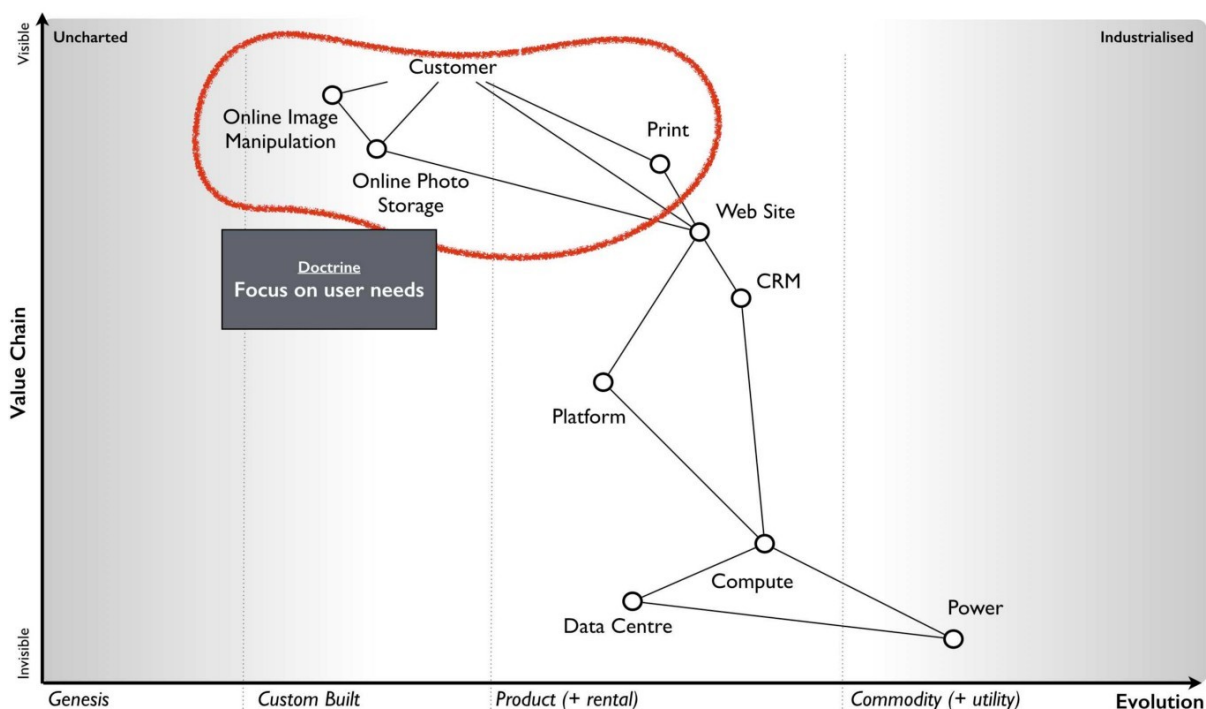 Visible
Uncharted
Industrialised
Customer
Online Image
Manipulation
Print
Online Photo
Storage
Web Site
Doctrine
Focus on user needs
CRM
Value Chain
Platform
Compute
Data Centre
Power
Invisible
Genesis
Custom Built
Product (+ rental)
Commodity (+ utility)
Evolution